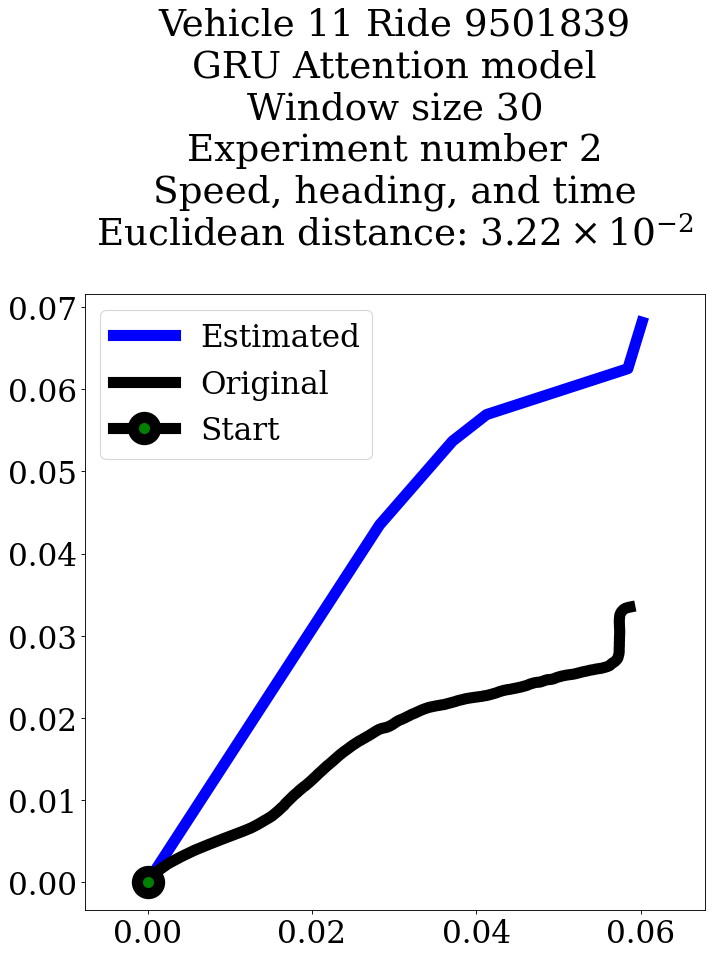 Vehicle 11 Ride 9501839
GRU Attention model
Window size 30
Experiment number 2
Speed, heading, and time
Euclidean distance: 3.22 × 10⁻²
0.07
0.06
0.05
0.04
0.03
0.02
0.01
0.00
Estimated
Original
Start
0.00 0.02 0.04 0.06